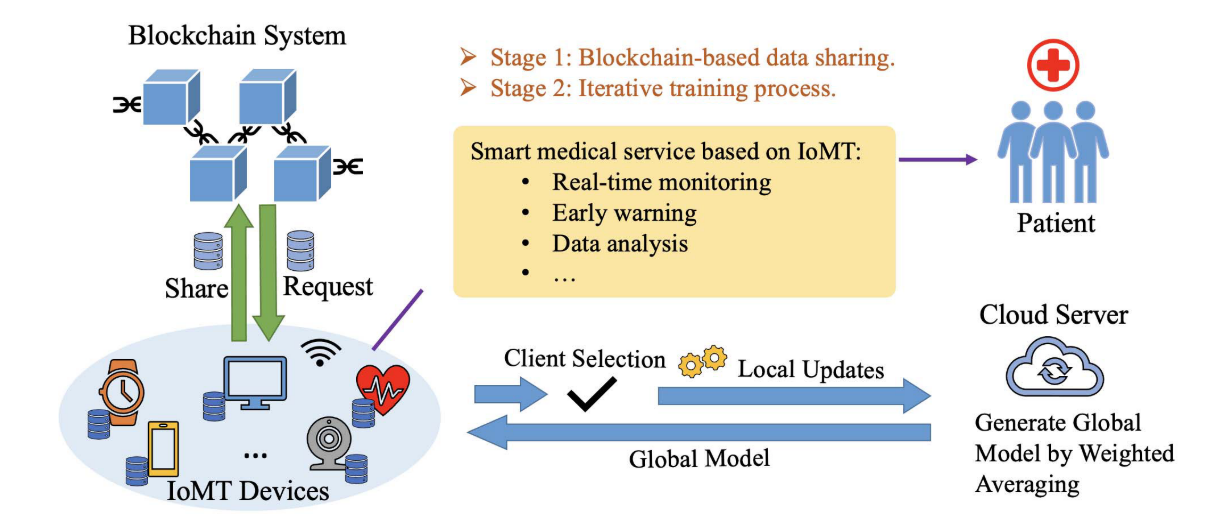 Blockchain System
➢ Stage 1: Blockchain-based data sharing.
➢ Stage 2: Iterative training process.
Smart medical service based on IoMT:
• Real-time monitoring
• Early warning
• Data analysis
• …
Patient
Share
Request
IoMT Devices
...
Client Selection
Local Updates
Global Model
Cloud Server
Generate Global
Model by Weighted
Averaging